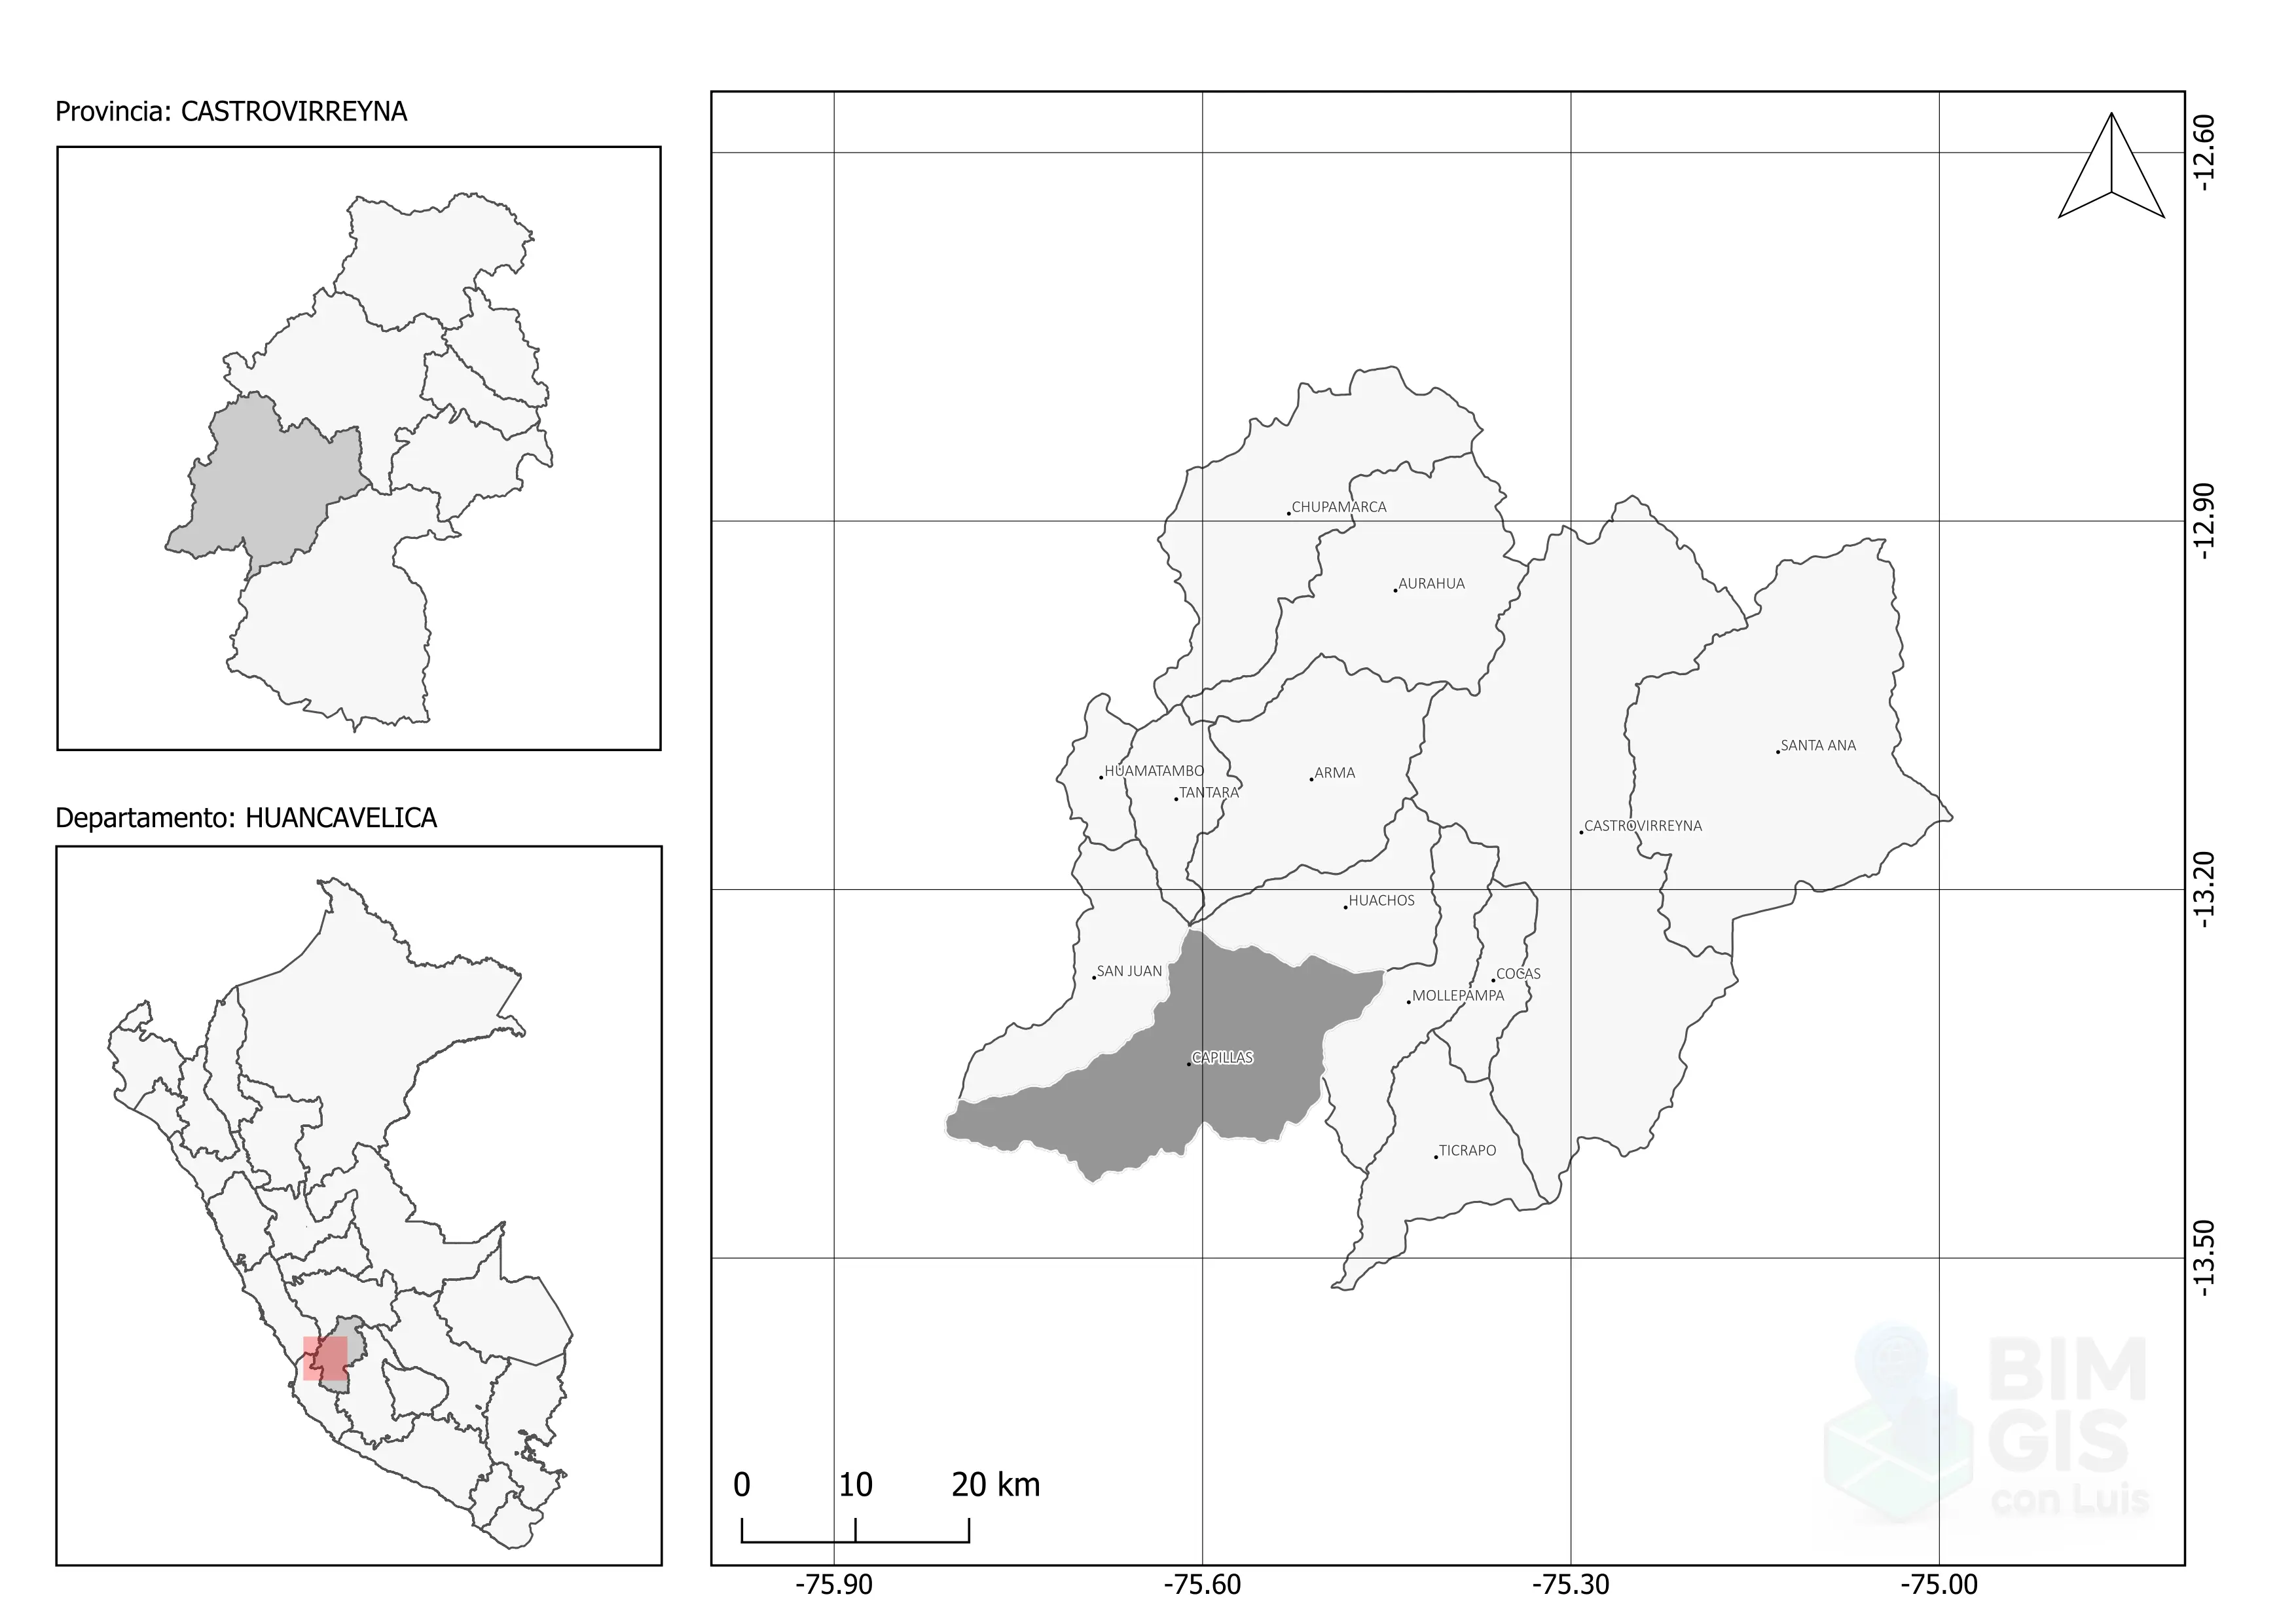 Provincia: CASTROVIRREYNA
Departamento: HUANCAVELICA
CHUPAMARCA
AURAHUA
SANTA ANA
HUAMATAMBO
ARMA
TANTARA
CASTROVIRREYNA
HUACHOS
SAN JUAN
COCAS
MOLLEPAMPA
CAPILLAS
TICRAPO
-12.60
-12.90
-13.20
-13.50
0 10 20 km
-75.90 -75.60 -75.30 -75.00
BIM
GIS
con Luis